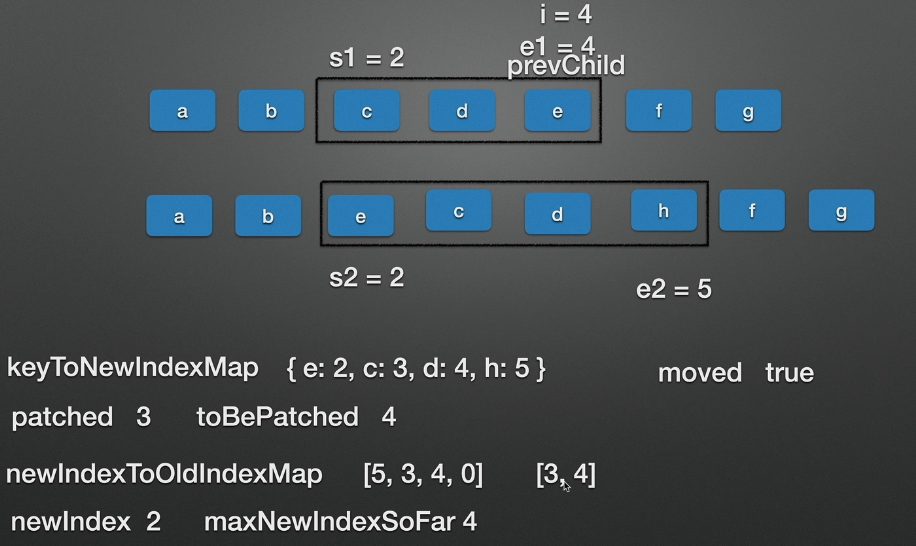 i = 4
s1 = 2 e1 = 4
prevChild
a b c d e f g
a b e c d h f g
s2 = 2 e2 = 5
keyToNewIndexMap { e: 2, c: 3, d: 4, h: 5 } moved true
patched 3 toBePatched 4
newIndexToOldIndexMap [5, 3, 4, 0] [3, 4]
newIndex 2 maxNewIndexSoFar 4